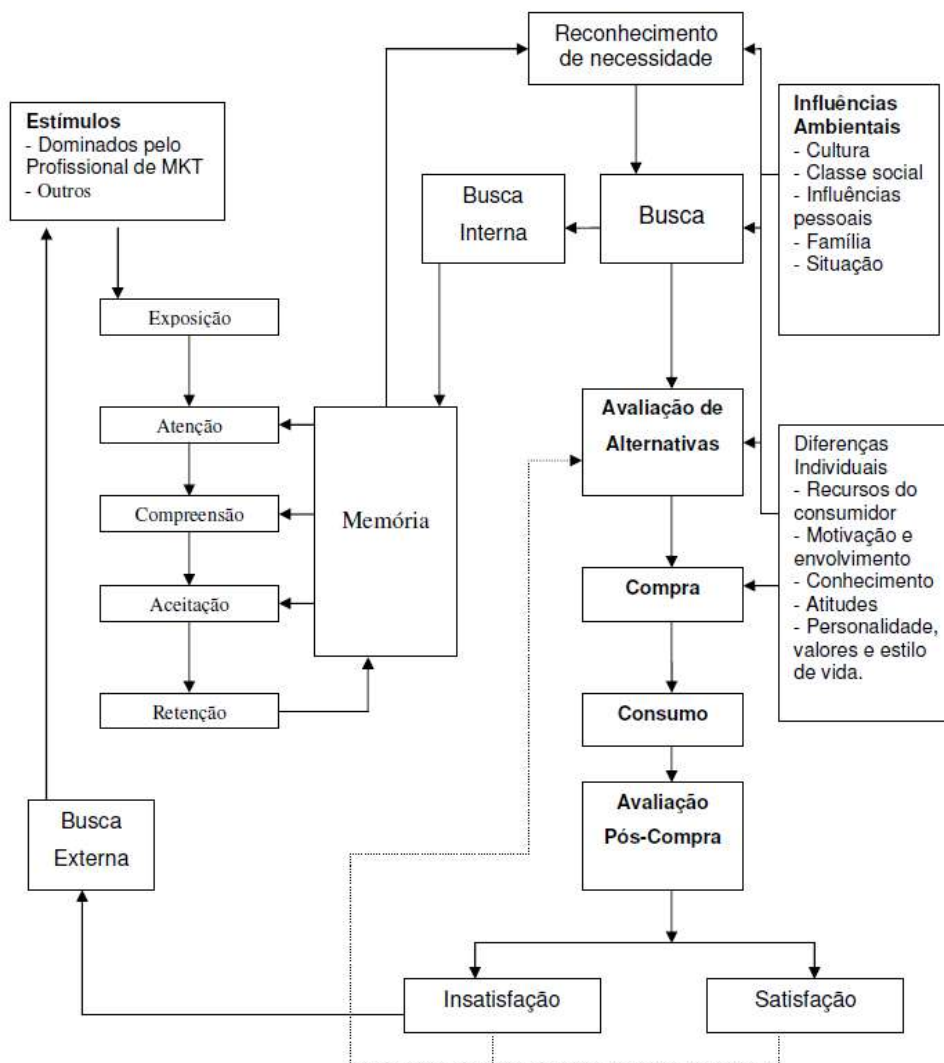 Reconhecimento
de necessidade
Estímulos
- Dominados pelo
Profissional de MKT
- Outros
Influências
Ambientais
- Cultura
- Classe social
- Influências
pessoais
- Família
- Situação
Busca
Interna
Busca
Exposição
Atenção
Compreensão
Aceitação
Retenção
Memória
Avaliação de
Alternativas
Diferenças
Individuais
- Recursos do
consumidor
- Motivação e
envolvimento
- Conhecimento
- Atitudes
- Personalidade,
valores e estilo
de vida.
Compra
Consumo
Avaliação
Pós-Compra
Busca
Externa
Insatisfação
Satisfação